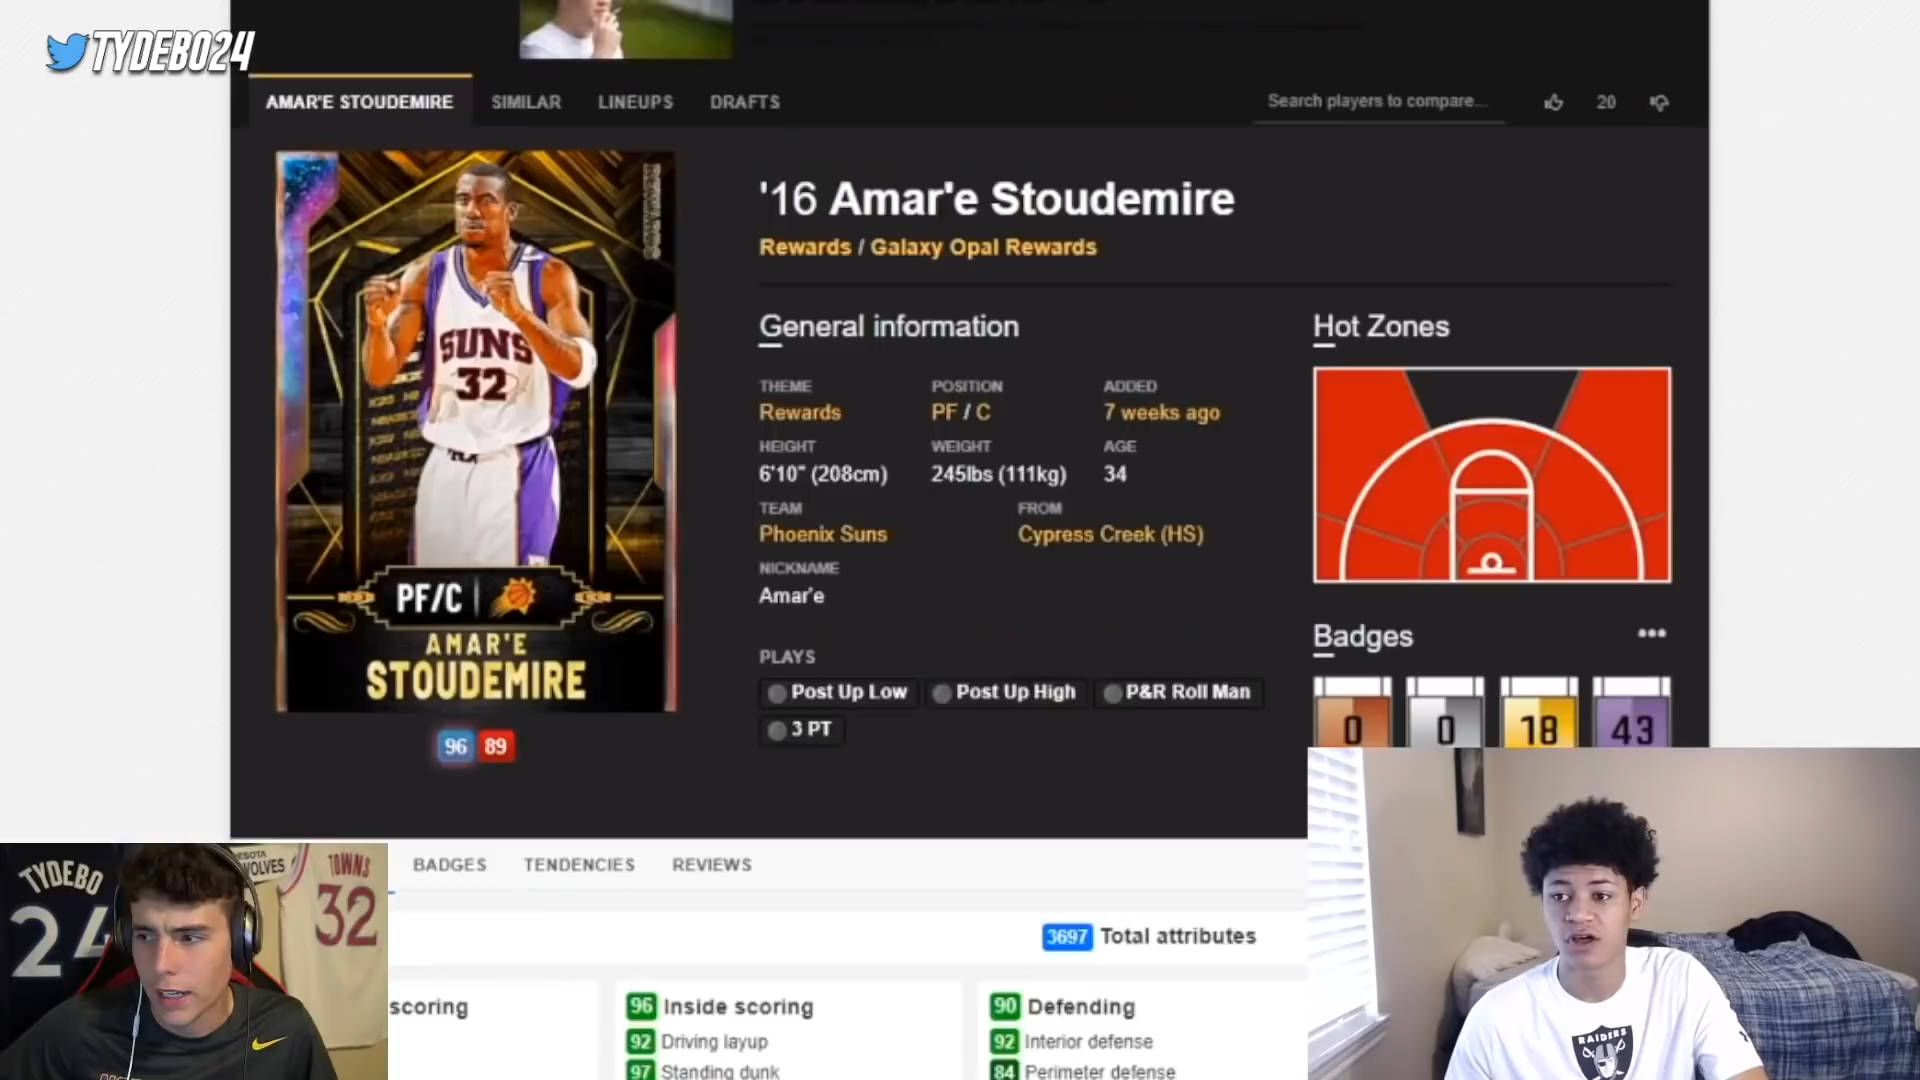 TYDEBO24
AMAR'E STOUDEMIRE
SIMILAR
LINEUPS
DRAFTS
Search players to compare...
20
SUNS
32
PF/C
AMAR'E
STOUDEMIRE
96 89
'16 Amar'e Stoudemire
Rewards / Galaxy Opal Rewards
General information
THEME POSITION ADDED
Rewards PF / C 7 weeks ago
HEIGHT WEIGHT AGE
6'10" (208cm) 245lbs (111kg) 34
TEAM FROM
Phoenix Suns Cypress Creek (HS)
NICKNAME
Amar'e
PLAYS
Post Up Low Post Up High P&R Roll Man
3 PT
Hot Zones
Badges •••
0 0 18 43
BADGES TENDENCIES REVIEWS
3697 Total attributes
scoring
96 Inside scoring
92 Driving layup
97 Standing dunk
90 Defending
92 Interior defense
84 Perimeter defense
TYDEBO
24
TOWNS
32
RAIDERS